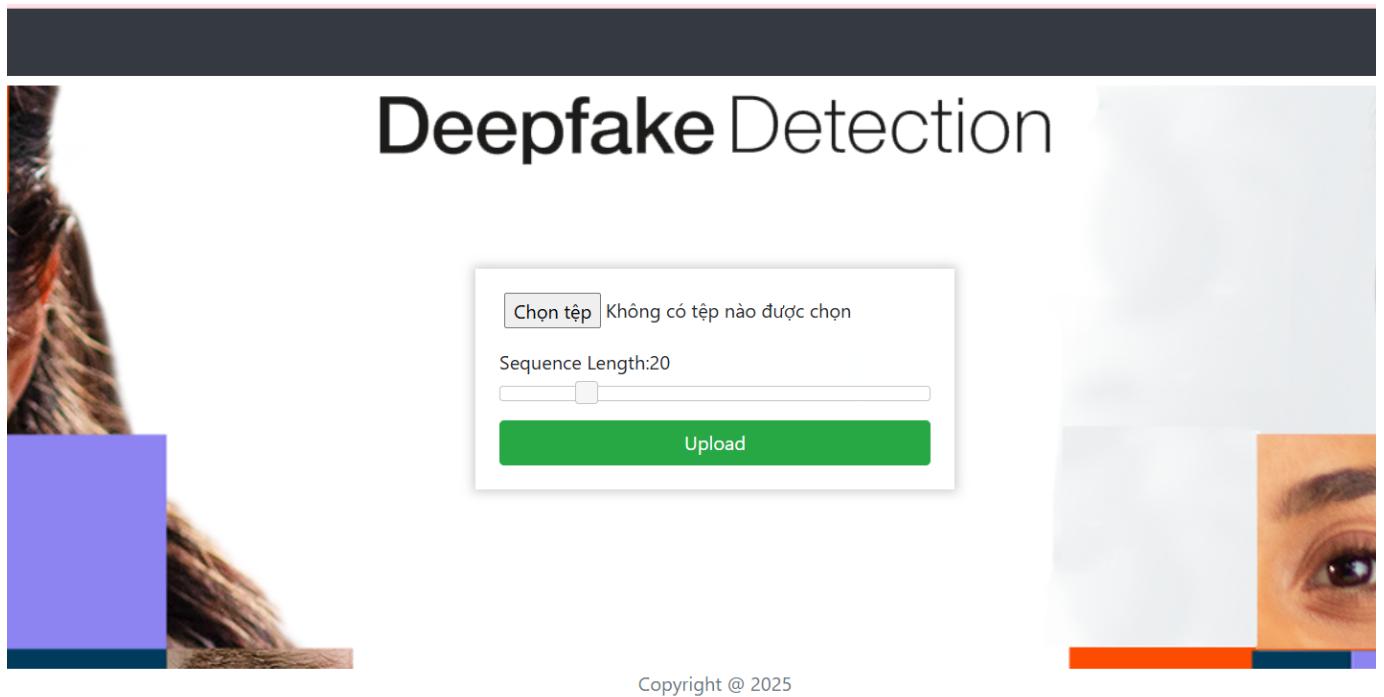 Deepfake Detection
Chọn tệp Không có tệp nào được chọn
Sequence Length:20
Upload
Copyright @ 2025